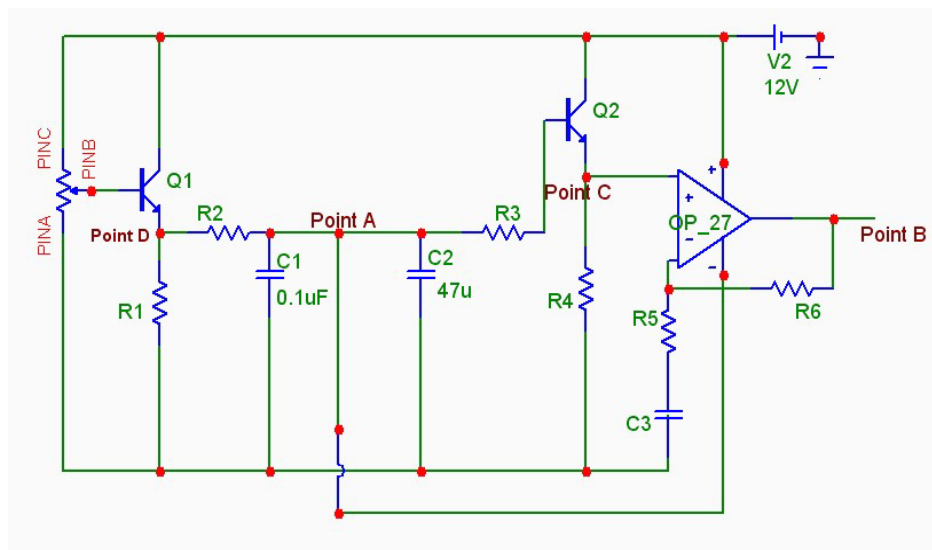 V2
12V
Q2
PINC
PINB
Q1
PINA
Point D
R2
Point A
R3
Point C
+
+
OP_27
-
-
Point B
C1
0.1uF
C2
47u
R1
R4
R5
R6
C3